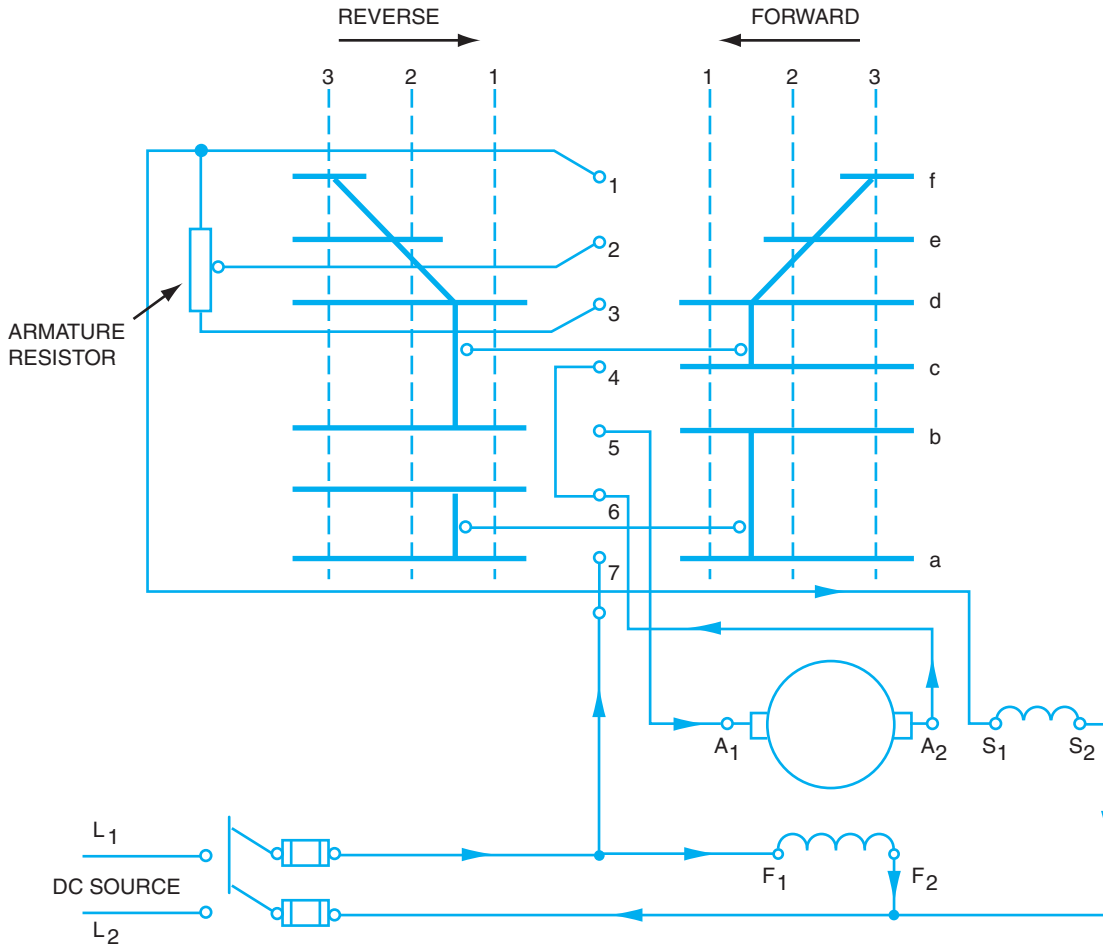 REVERSE
FORWARD
3 2 1
1 2 3
1
f
2
e
3
d
ARMATURE
RESISTOR
4
c
5
b
6
7
a
A1
A2
S1
S2
L1
DC SOURCE
L2
F1
F2